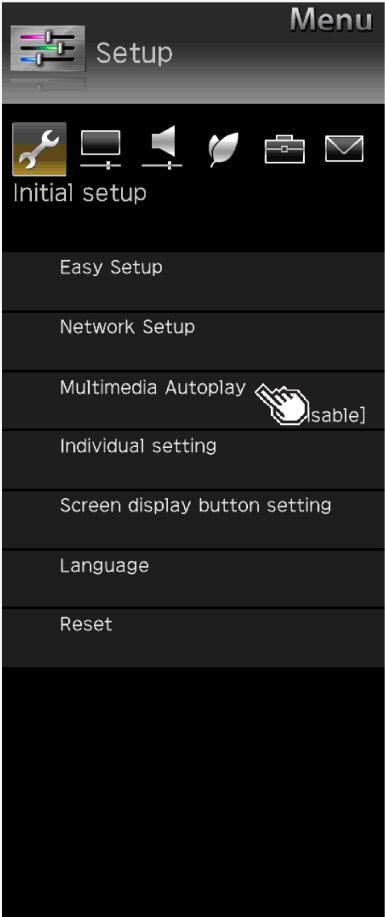 Menu
Setup
Initial setup
Easy Setup
Network Setup
Multimedia Autoplay
Individual setting
Screen display button setting
Language
Reset